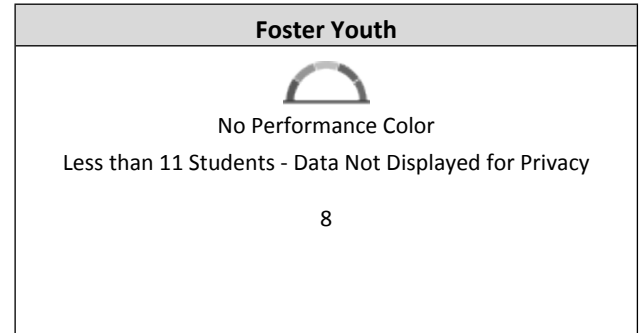 Foster Youth
No Performance Color
Less than 11 Students - Data Not Displayed for Privacy
8